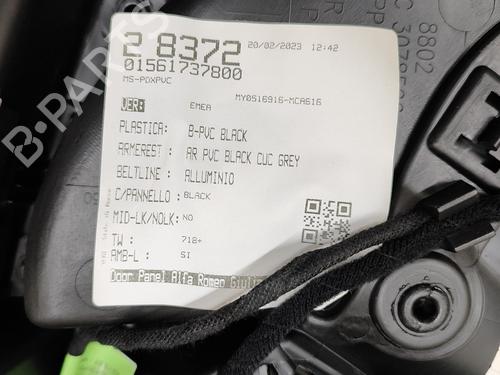 2 8372
20/02/2023 12:42
01561737800
MS-PDXPVC
MY0516916-MCA616
VER: EMEA
PLASTICA: B-PVC BLACK
ARMEREST : AR PVC BLACK CUC GREY
BELTLINE : ALLUMINIO
C/PANNELLO : BLACK
MID-LK/NOLK: NO
TW : 718+
AMB-L : SI
Door Panel Alfa Romeo
8802